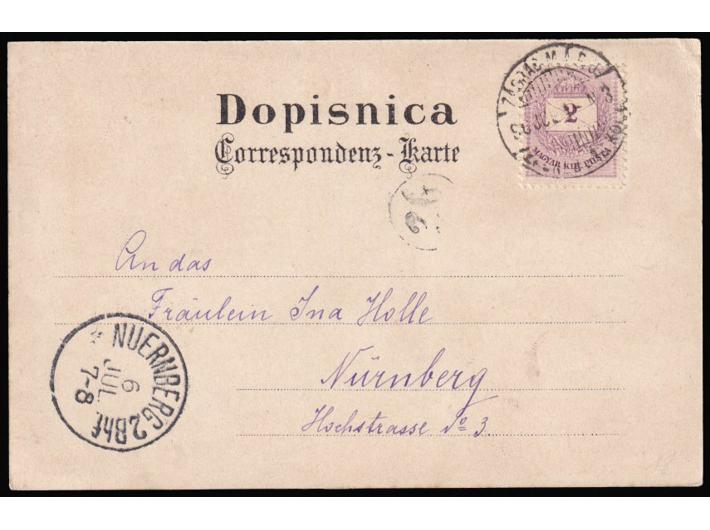 Dopisnica
Correspondenz-Karte
2
MAGYAR KIR. POSTA
26
An das
Fräulein Ina Holle
Nürnberg
Hochstrasse No 3
NUERNBERG 2 Bhf.
6
JUL.
7-8